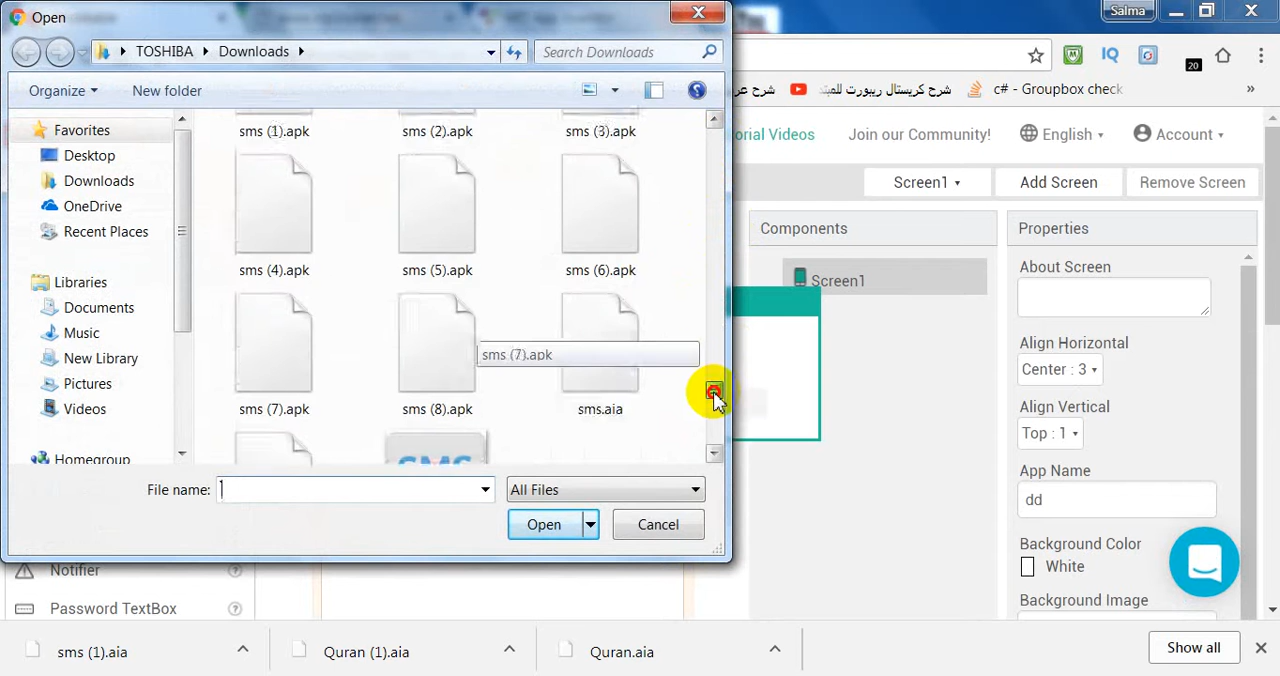 Open
Salma
TOSHIBA
Downloads
Search Downloads
20
Organize
New folder
شرح كريستال ريبورت للمبتد
شرح عر
c# - Groupbox check
»
Favorites
Desktop
Downloads
OneDrive
Recent Places
Libraries
Documents
Music
New Library
Pictures
Videos
Homegroup
sms (1).apk
sms (2).apk
sms (3).apk
sms (4).apk
sms (5).apk
sms (6).apk
sms (7).apk
sms (7).apk
sms (8).apk
sms.aia
File name:
All Files
Open
Cancel
orial Videos
Join our Community!
English
Account
Screen1
Add Screen
Remove Screen
Components
Screen1
Properties
About Screen
Align Horizontal
Center : 3
Align Vertical
Top : 1
App Name
dd
Background Color
White
Background Image
Notifier
Password TextBox
sms (1).aia
Quran (1).aia
Quran.aia
Show all